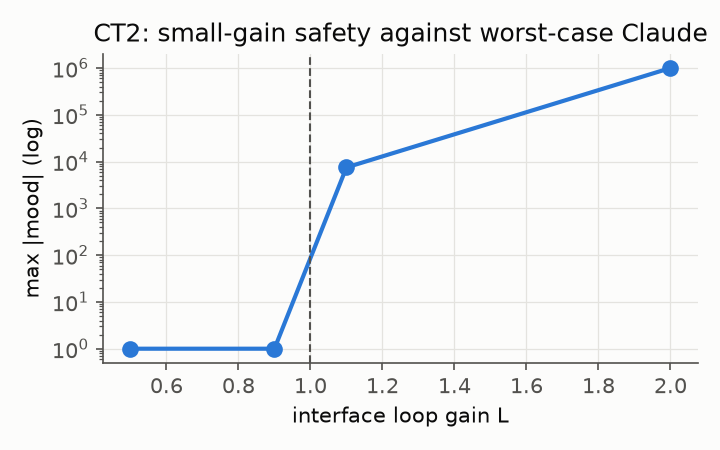 CT2: small-gain safety against worst-case Claude
max |mood| (log)
10⁶
10⁵
10⁴
10³
10²
10¹
10⁰
0.6 0.8 1.0 1.2 1.4 1.6 1.8 2.0
interface loop gain L